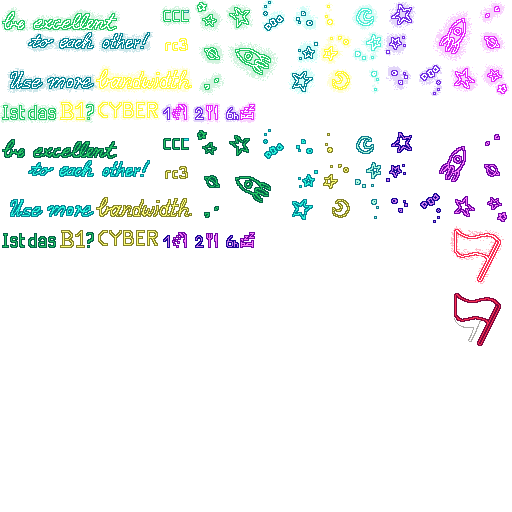 be excellent CCC
to each other! rc3
Use more bandwidth
Ist das B1? CYBER
be excellent CCC
to each other! rc3
Use more bandwidth
Ist das B1? CYBER